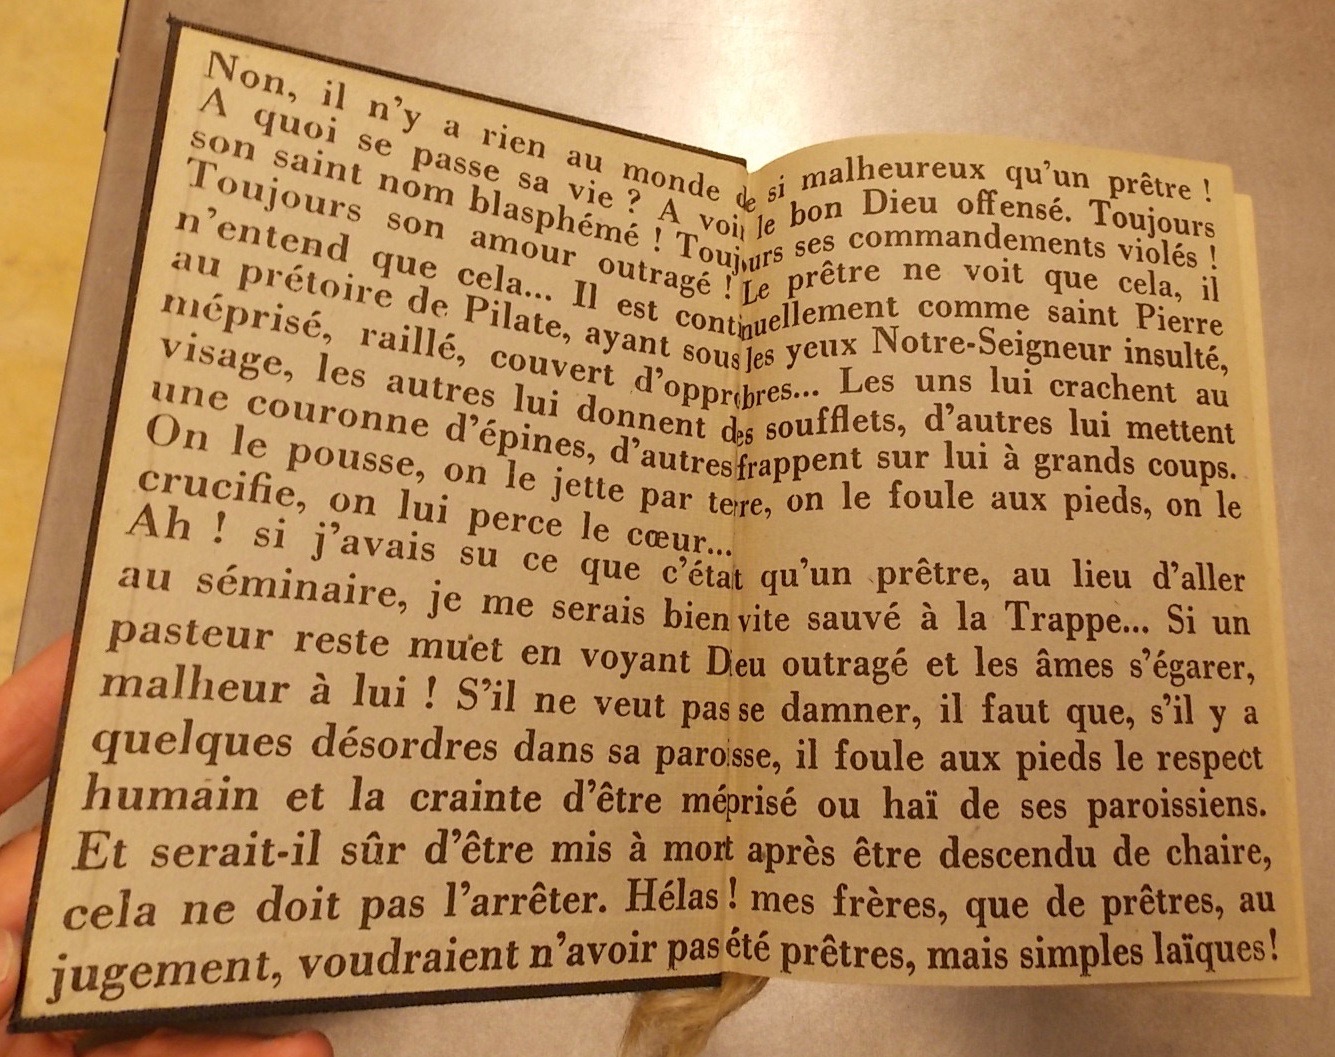 Non, il n'y a rien au monde de si malheureux qu'un prêtre !
A quoi se passe sa vie ? A voir le bon Dieu offensé. Toujours
son saint nom blasphémé ! Toujours ses commandements violés !
Toujours son amour outragé ! Le prêtre ne voit que cela, il
n'entend que cela... Il est continuellement comme saint Pierre
au prétoire de Pilate, ayant sous les yeux Notre-Seigneur insulté,
méprisé, raillé, couvert d'opprobres... Les uns lui crachent au
visage, les autres lui donnent des soufflets, d'autres lui mettent
une couronne d'épines, d'autres frappent sur lui à grands coups.
On le pousse, on le jette par terre, on le foule aux pieds, on le
crucifie, on lui perce le cœur...
Ah ! si j'avais su ce que c'était qu'un prêtre, au lieu d'aller
au séminaire, je me serais bien vite sauvé à la Trappe... Si un
pasteur reste muet en voyant Dieu outragé et les âmes s'égarer,
malheur à lui ! S'il ne veut pas se damner, il faut que, s'il y a
quelques désordres dans sa paroisse, il foule aux pieds le respect
humain et la crainte d'être méprisé ou haï de ses paroissiens.
Et serait-il sûr d'être mis à mort après être descendu de chaire,
cela ne doit pas l'arrêter. Hélas ! mes frères, que de prêtres, au
jugement, voudraient n'avoir pas été prêtres, mais simples laïques!